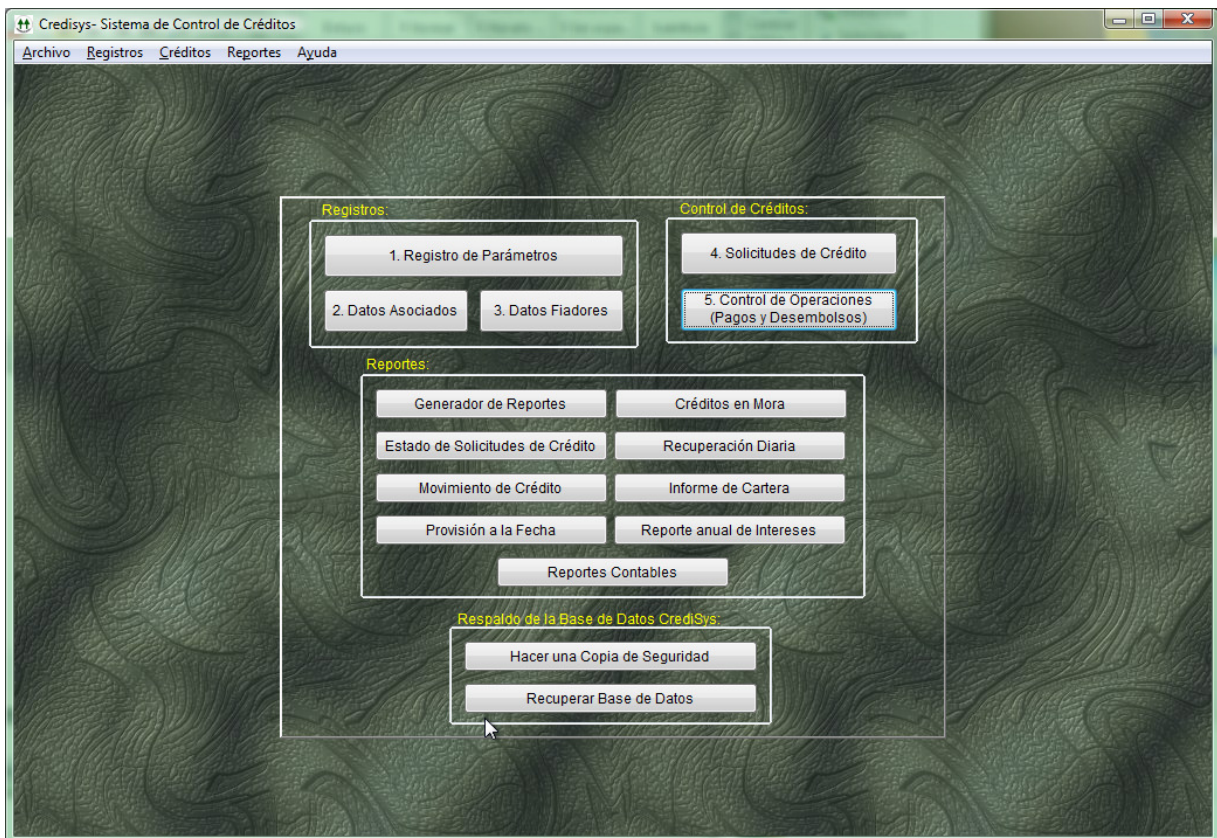 Credisys- Sistema de Control de Créditos
Archivo Registros Créditos Reportes Ayuda
Registros:
1. Registro de Parámetros
2. Datos Asociados
3. Datos Fiadores
Control de Créditos:
4. Solicitudes de Crédito
5. Control de Operaciones
(Pagos y Desembolsos)
Reportes:
Generador de Reportes
Créditos en Mora
Estado de Solicitudes de Crédito
Recuperación Diaria
Movimiento de Crédito
Informe de Cartera
Provisión a la Fecha
Reporte anual de Intereses
Reportes Contables
Respaldo de la Base de Datos CrediSys:
Hacer una Copia de Seguridad
Recuperar Base de Datos